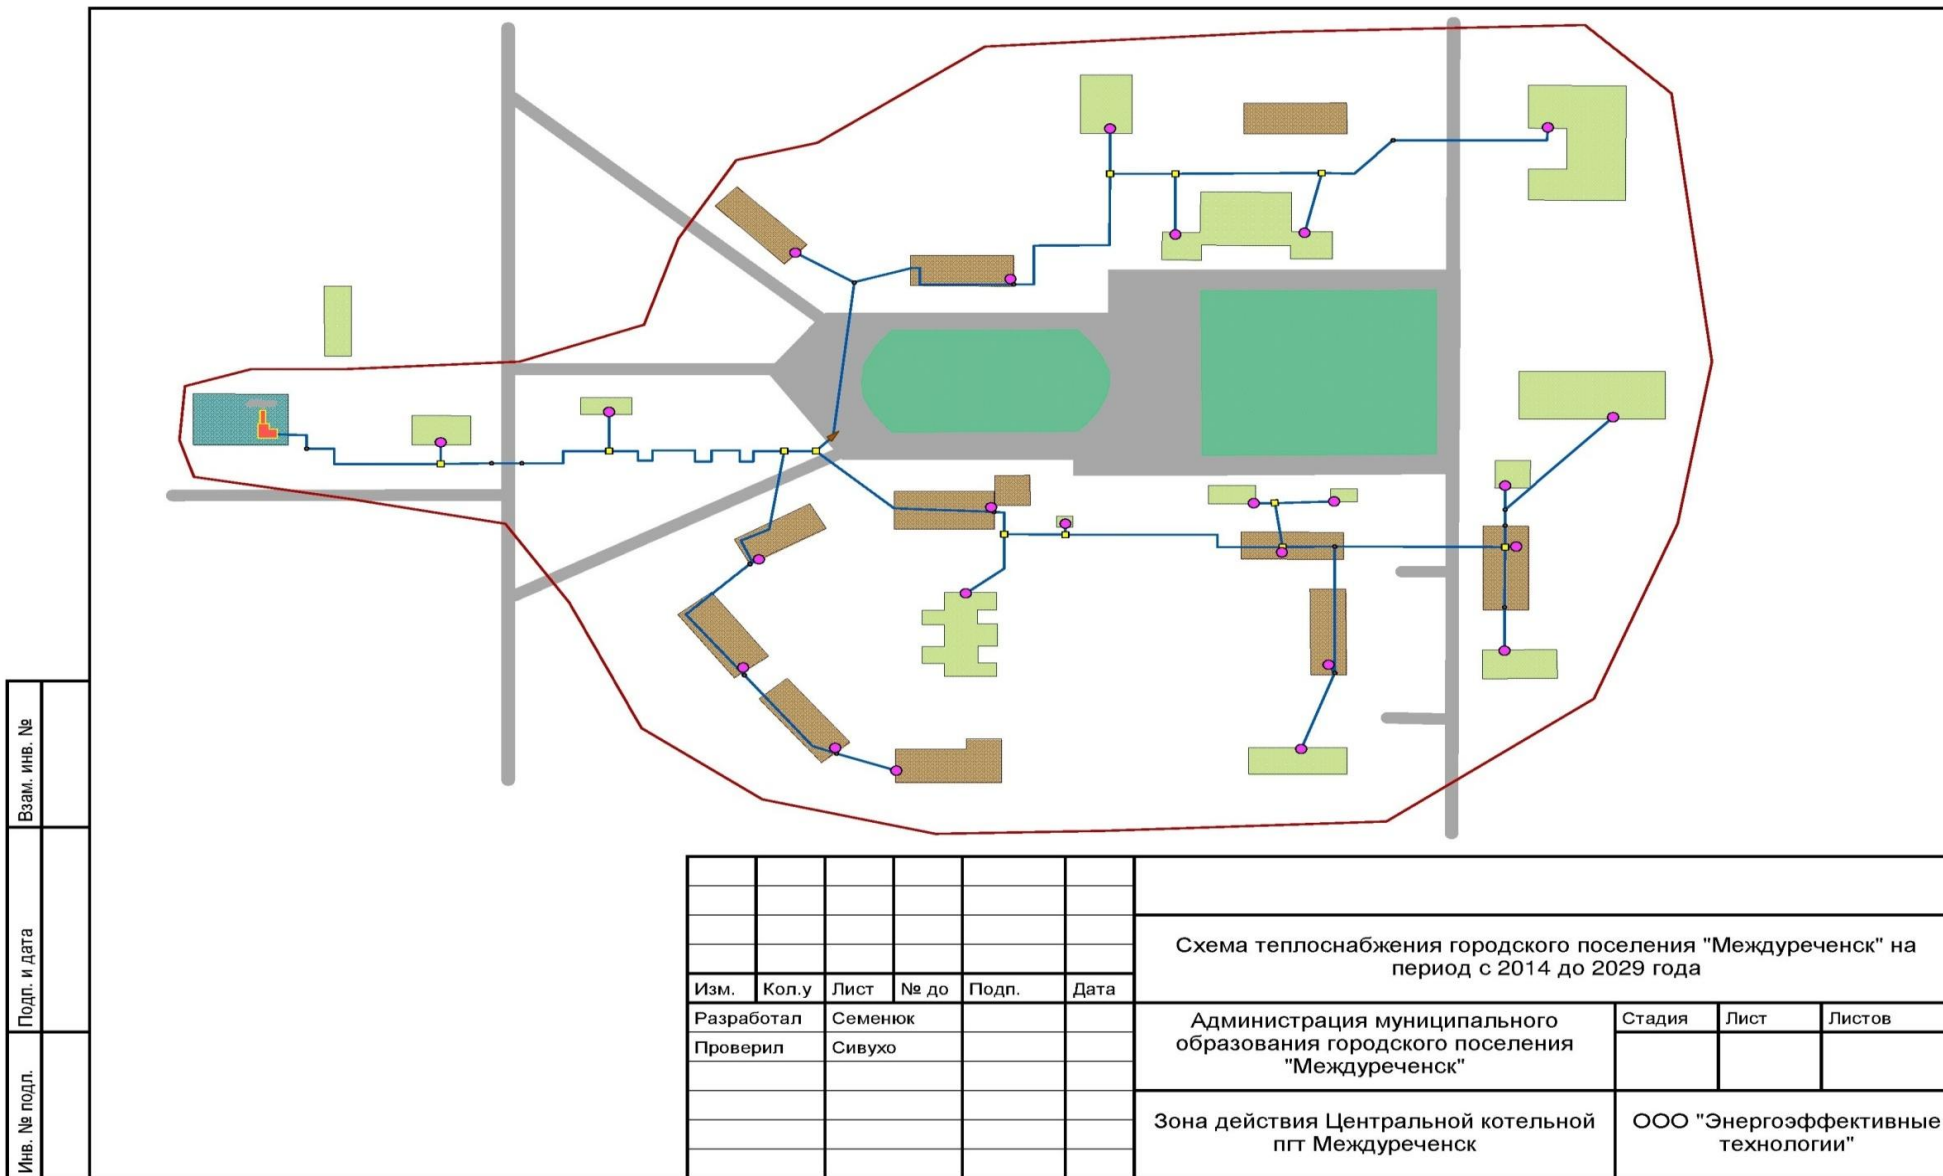 Взам. инв. №
Подп. и дата
Инв. № подл.
Схема теплоснабжения городского поселения "Междуреченск" на
период с 2014 до 2029 года
Изм. Кол.у Лист № до Подп. Дата
Разработал Семенюк
Проверил Сивухо
Администрация муниципального
образования городского поселения
"Междуреченск"
Стадия Лист Листов
Зона действия Центральной котельной
пгт Междуреченск
ООО "Энергоэффективные
технологии"